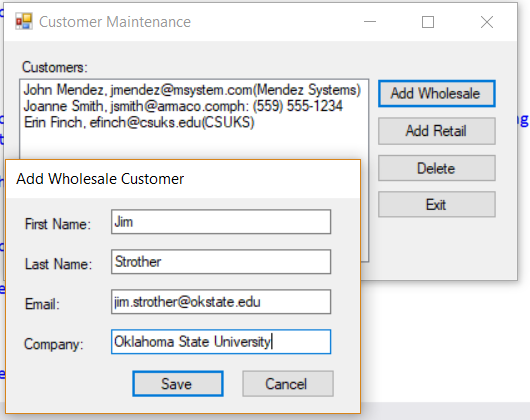 Customer Maintenance
Customers:
John Mendez, jmendez@msystem.com(Mendez Systems)
Joanne Smith, jsmith@armaco.comph: (559) 555-1234
Erin Finch, efinch@csuks.edu(CSUKS)
Add Wholesale
Add Retail
Delete
Exit
ng
Add Wholesale Customer
First Name:
Jim
Last Name:
Strother
Email:
jim.strother@okstate.edu
Company:
Oklahoma State University
Save
Cancel